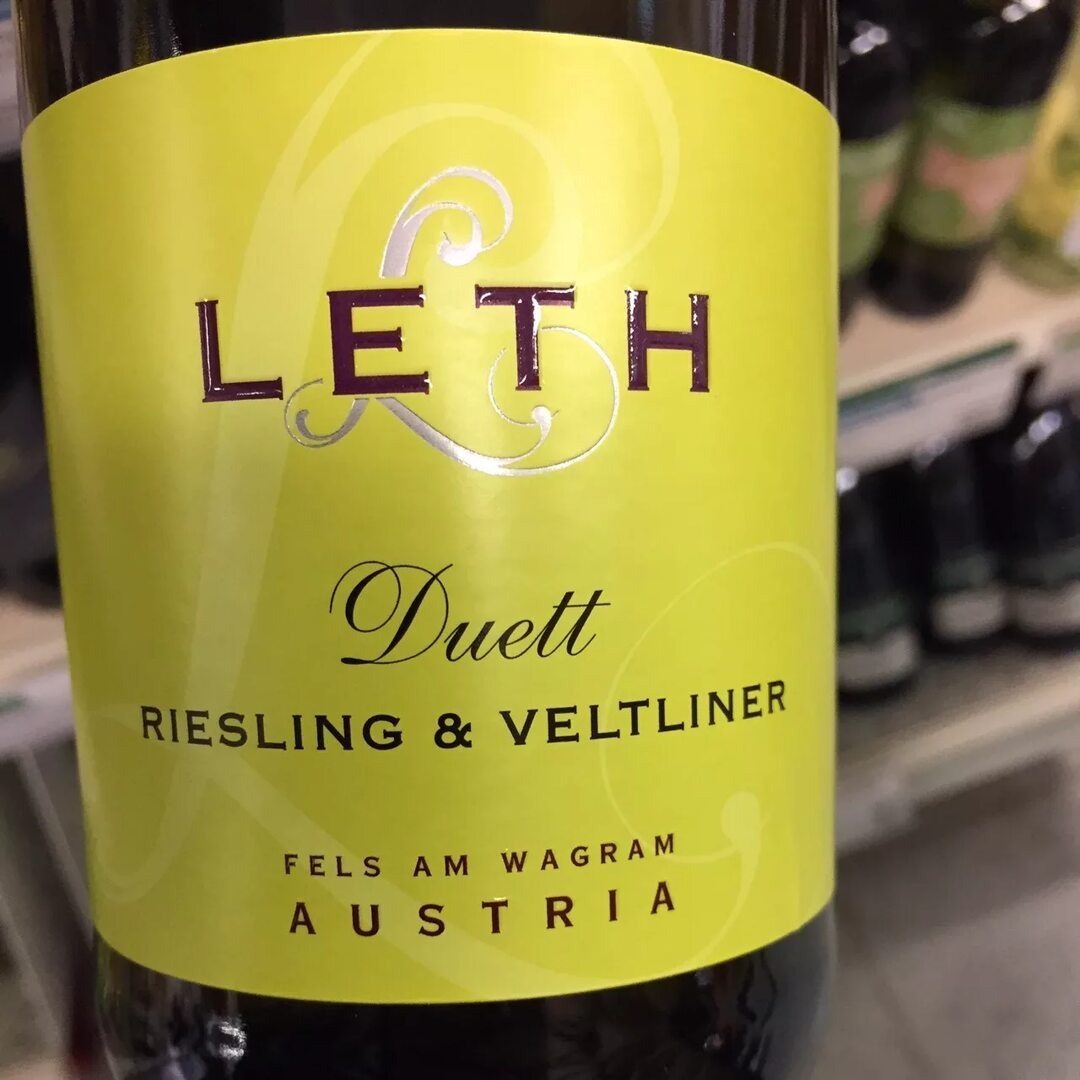 LETH
Duett
RIESLING & VELTLINER
FELS AM WAGRAM
AUSTRIA